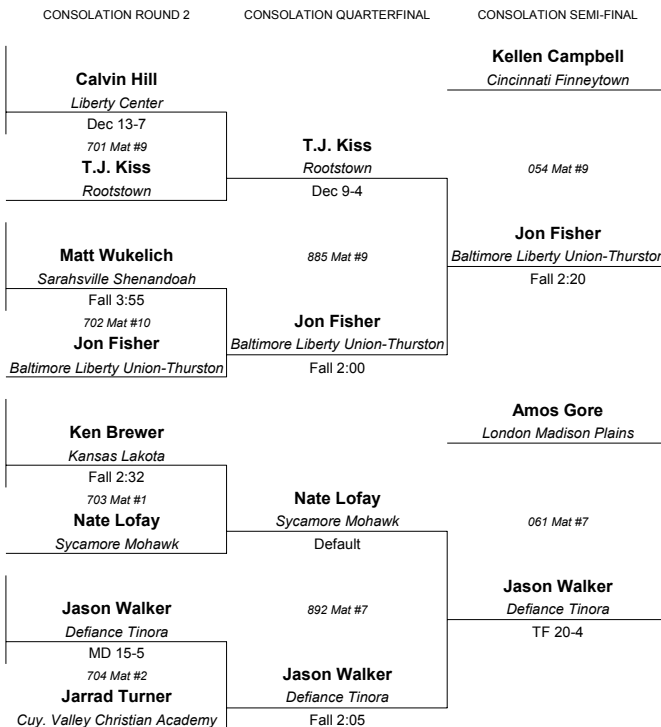 CONSOLATION ROUND 2
CONSOLATION QUARTERFINAL
CONSOLATION SEMI-FINAL
Calvin Hill
Liberty Center
Dec 13-7
701 Mat #9
T.J. Kiss
Rootstown
Matt Wukelich
Sarahsville Shenandoah
Fall 3:55
702 Mat #10
Jon Fisher
Baltimore Liberty Union-Thurston
Ken Brewer
Kansas Lakota
Fall 2:32
703 Mat #1
Nate Lofay
Sycamore Mohawk
Jason Walker
Defiance Tinora
MD 15-5
704 Mat #2
Jarrad Turner
Cuy. Valley Christian Academy
T.J. Kiss
Rootstown
Dec 9-4
885 Mat #9
Jon Fisher
Baltimore Liberty Union-Thurston
Fall 2:00
Nate Lofay
Sycamore Mohawk
Default
892 Mat #7
Jason Walker
Defiance Tinora
Fall 2:05
Kellen Campbell
Cincinnati Finneytown
054 Mat #9
Jon Fisher
Baltimore Liberty Union-Thurston
Fall 2:20
Amos Gore
London Madison Plains
061 Mat #7
Jason Walker
Defiance Tinora
TF 20-4